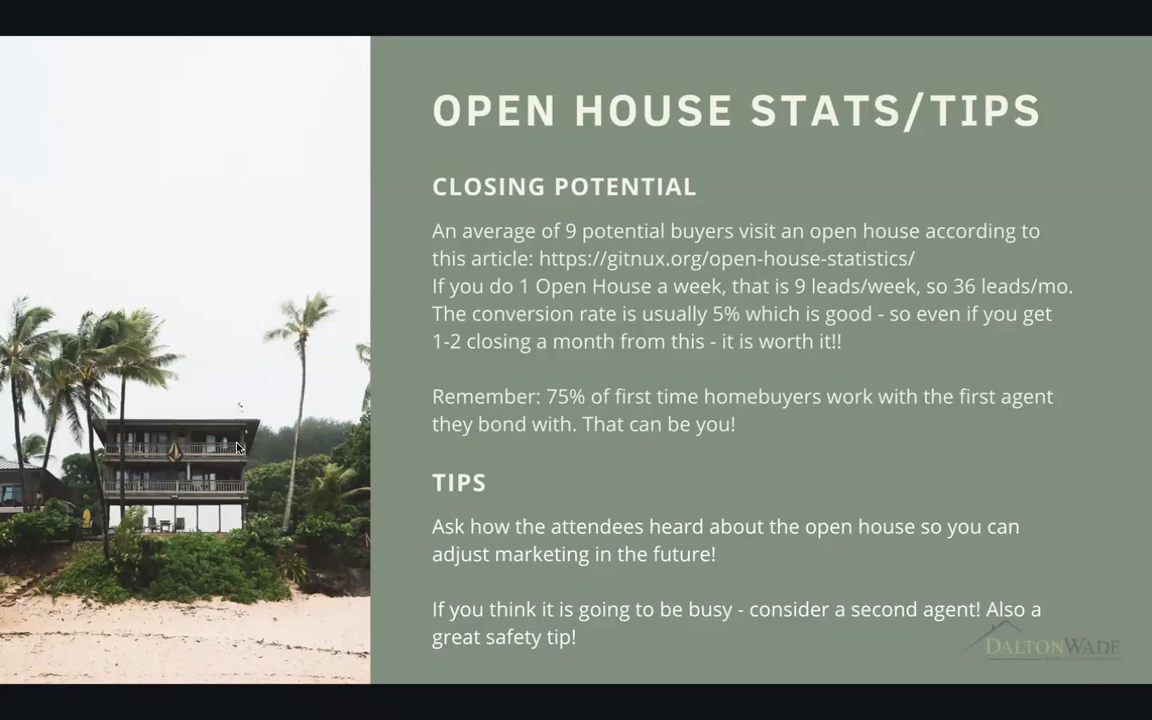 OPEN HOUSE STATS/TIPS
CLOSING POTENTIAL
An average of 9 potential buyers visit an open house according to
this article: https://gitnux.org/open-house-statistics/
If you do 1 Open House a week, that is 9 leads/week, so 36 leads/mo.
The conversion rate is usually 5% which is good - so even if you get
1-2 closing a month from this - it is worth it!!
Remember: 75% of first time homebuyers work with the first agent
they bond with. That can be you!
TIPS
Ask how the attendees heard about the open house so you can
adjust marketing in the future!
If you think it is going to be busy - consider a second agent! Also a
great safety tip!
DALTONWADE